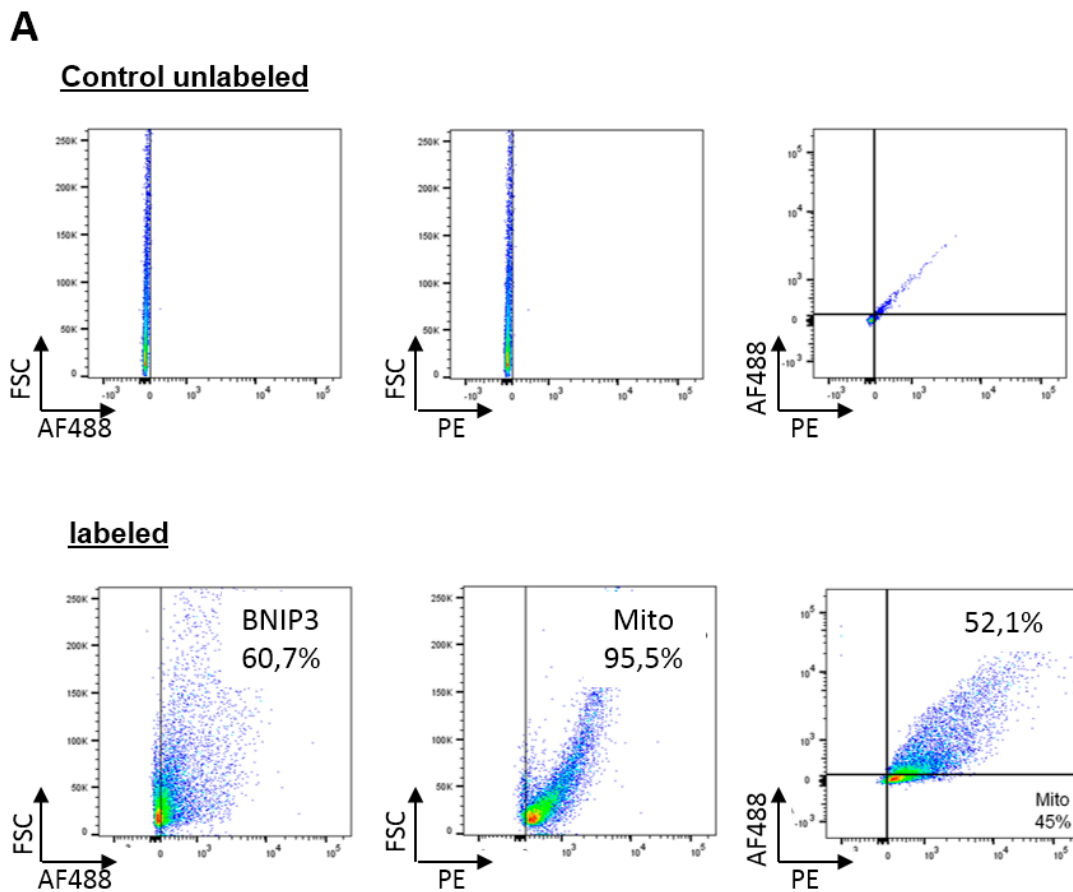 A
Control unlabeled
250K
200K
150K
100K
50K
0
-10³ 0 10³ 10⁴ 10⁵
FSC
AF488
250K
200K
150K
100K
50K
0
-10³ 0 10³ 10⁴ 10⁵
FSC
PE
10⁵
10⁴
10³
0
-10³
-10³ 0 10³ 10⁴ 10⁵
AF488
PE
labeled
250K
200K
150K
100K
50K
0
BNIP3
60,7%
0 10³ 10⁴ 10⁵
FSC
AF488
250K
200K
150K
100K
50K
0
Mito
95,5%
10³ 10⁴ 10⁵
FSC
PE
10⁵
10⁴
10³
0
-10³
52,1%
Mito
45%
-10³ 0 10³ 10⁴ 10⁵
AF488
PE